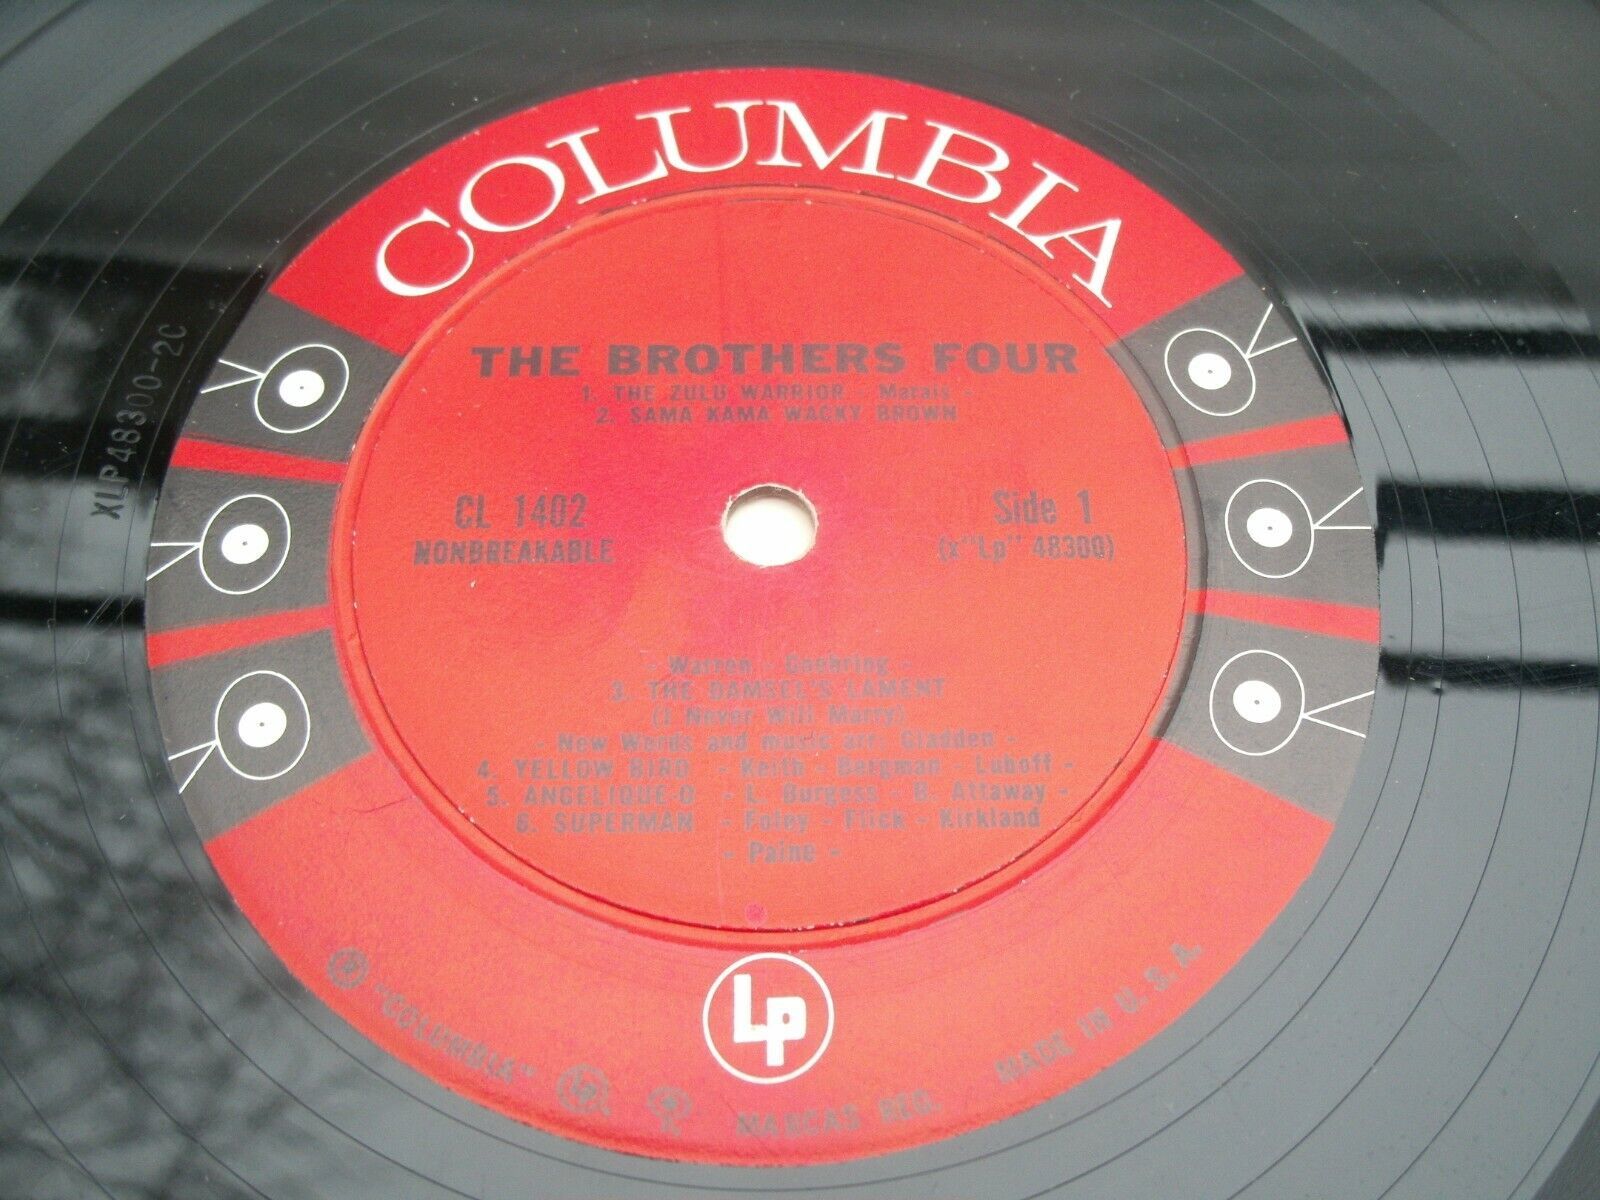 COLUMBIA
THE BROTHERS FOUR
1. THE ZULU WARRIOR - Marais -
2. SAMA KAMA WACKY BROWN
CL 1402
NONBREAKABLE
Side 1
(x"Lp" 48300)
- Warren - Goehring -
3. THE DAMSEL'S LAMENT
(I Never Will Marry)
- New Words and music arr. Gladden -
4. YELLOW BIRD - Keith - Bergman - Luboff -
5. ANGELIQUE-O - L. Burgess - B. Attaway -
6. SUPERMAN - Foley - Flick - Kirkland
- Paine -
Lp
"COLUMBIA" Lp MARCAS REG. MADE IN U. S. A.
XLP48300-2C